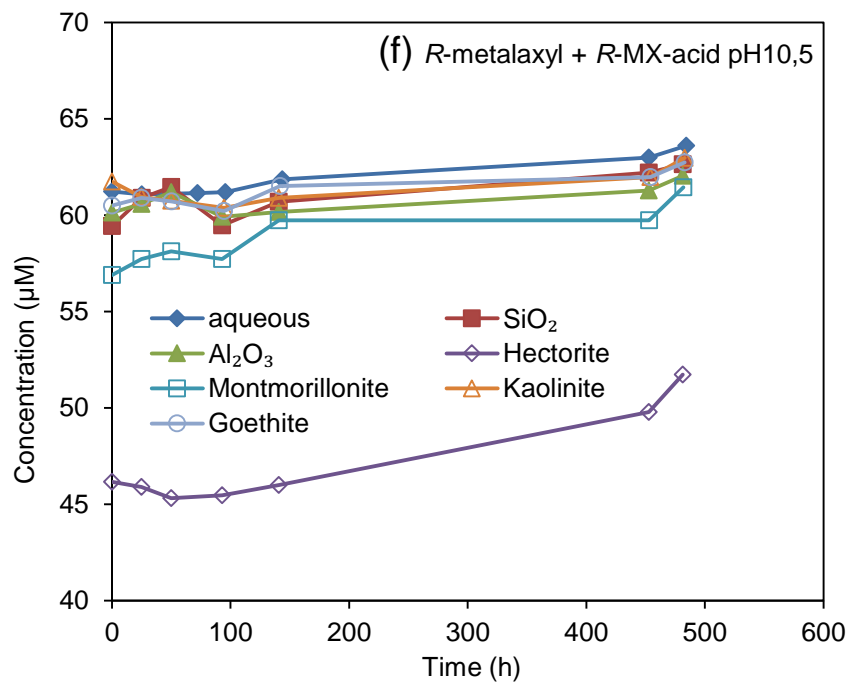 70
(f) R-metalaxyl + R-MX-acid pH10,5
65
60
55
50
45
40
Concentration (µM)
aqueous
SiO₂
Al₂O₃
Hectorite
Montmorillonite
Kaolinite
Goethite
0 100 200 300 400 500 600
Time (h)